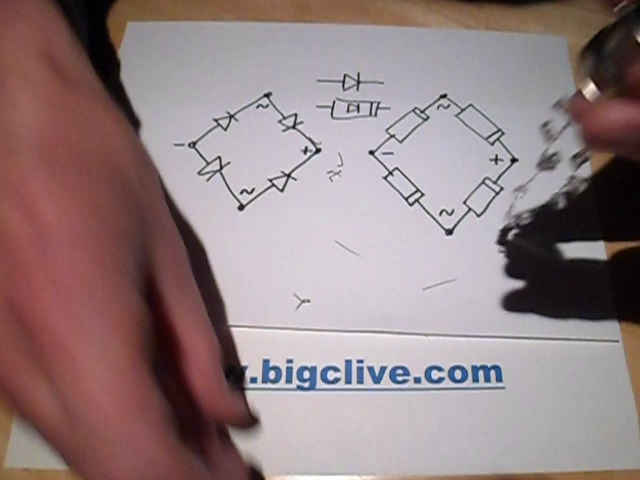 ~ ~
- + - +
~ ~
.bigclive.com